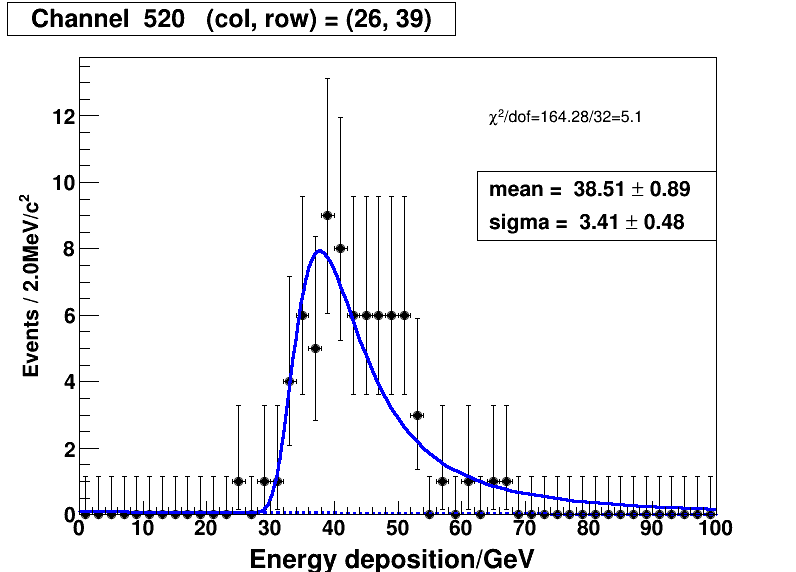 Channel 520 (col, row) = (26, 39)
χ²/dof=164.28/32=5.1
mean = 38.51 ± 0.89
sigma = 3.41 ± 0.48
Events / 2.0MeV/c²
12
10
8
6
4
2
0
0 10 20 30 40 50 60 70 80 90 100
Energy deposition/GeV